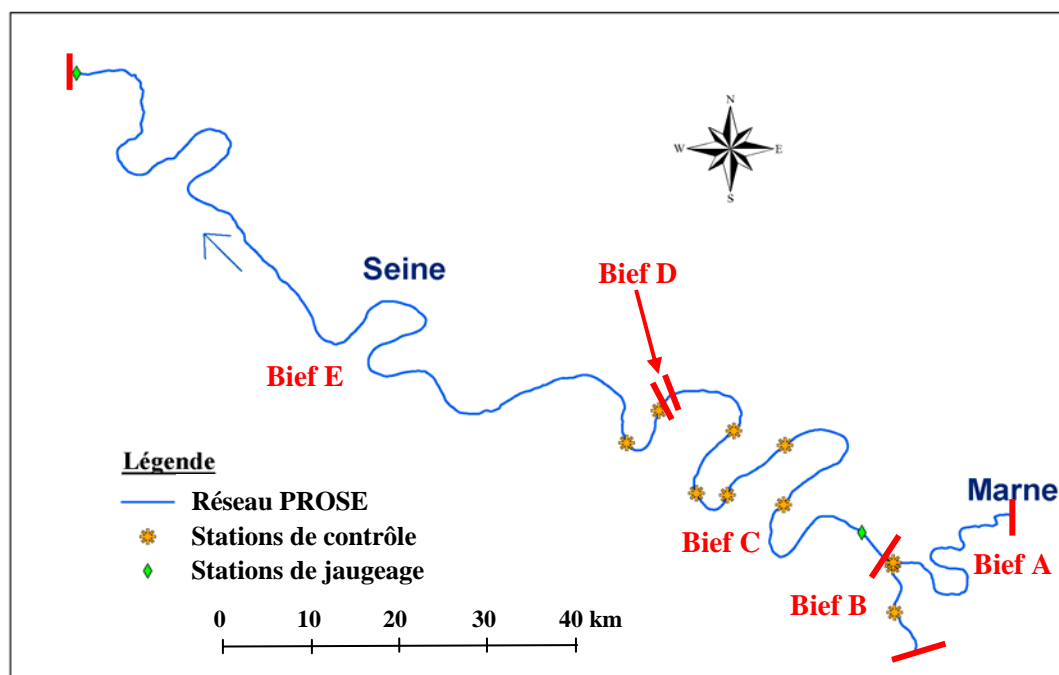 N
W E
S
Seine
Bief D
Bief E
Légende
Réseau PROSE
Stations de contrôle
Stations de jaugeage
0 10 20 30 40 km
Marne
Bief C
Bief A
Bief B